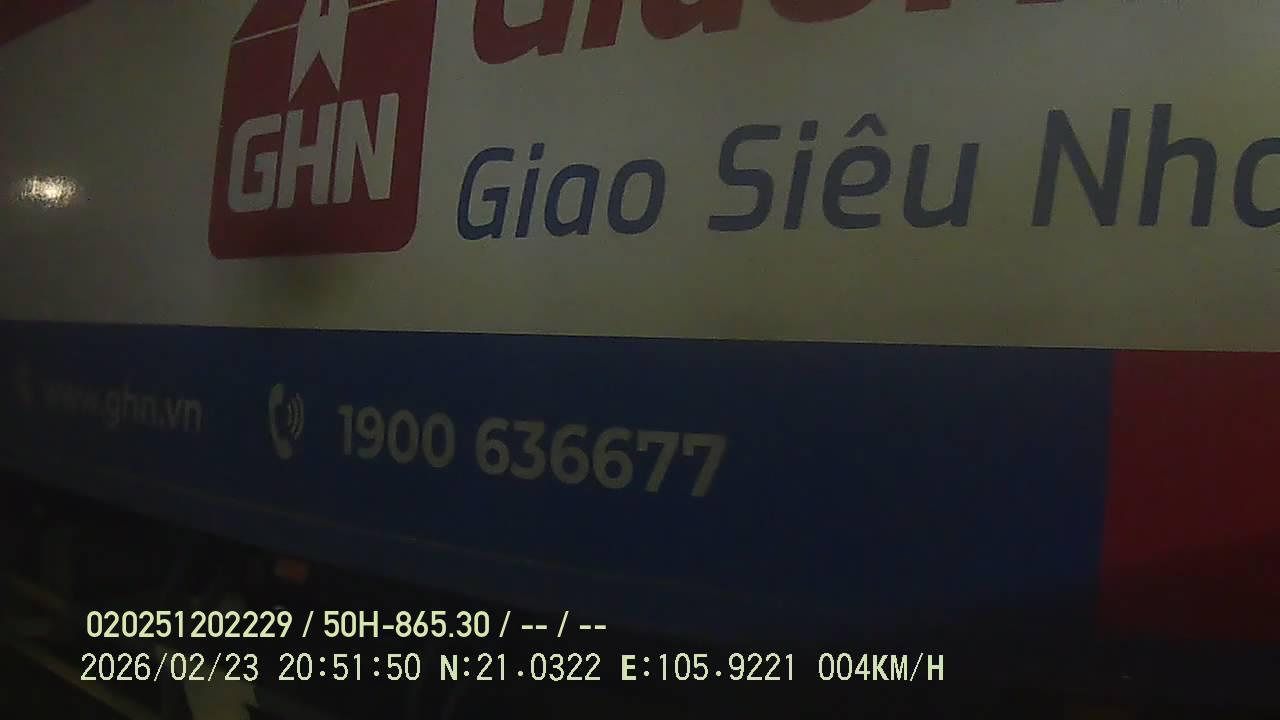 GHN
Giao Siêu Nha
www.ghn.vn
1900 636677
020251202229 / 50H-865.30 / -- / --
2026/02/23 20:51:50 N:21.0322 E:105.9221 004KM/H